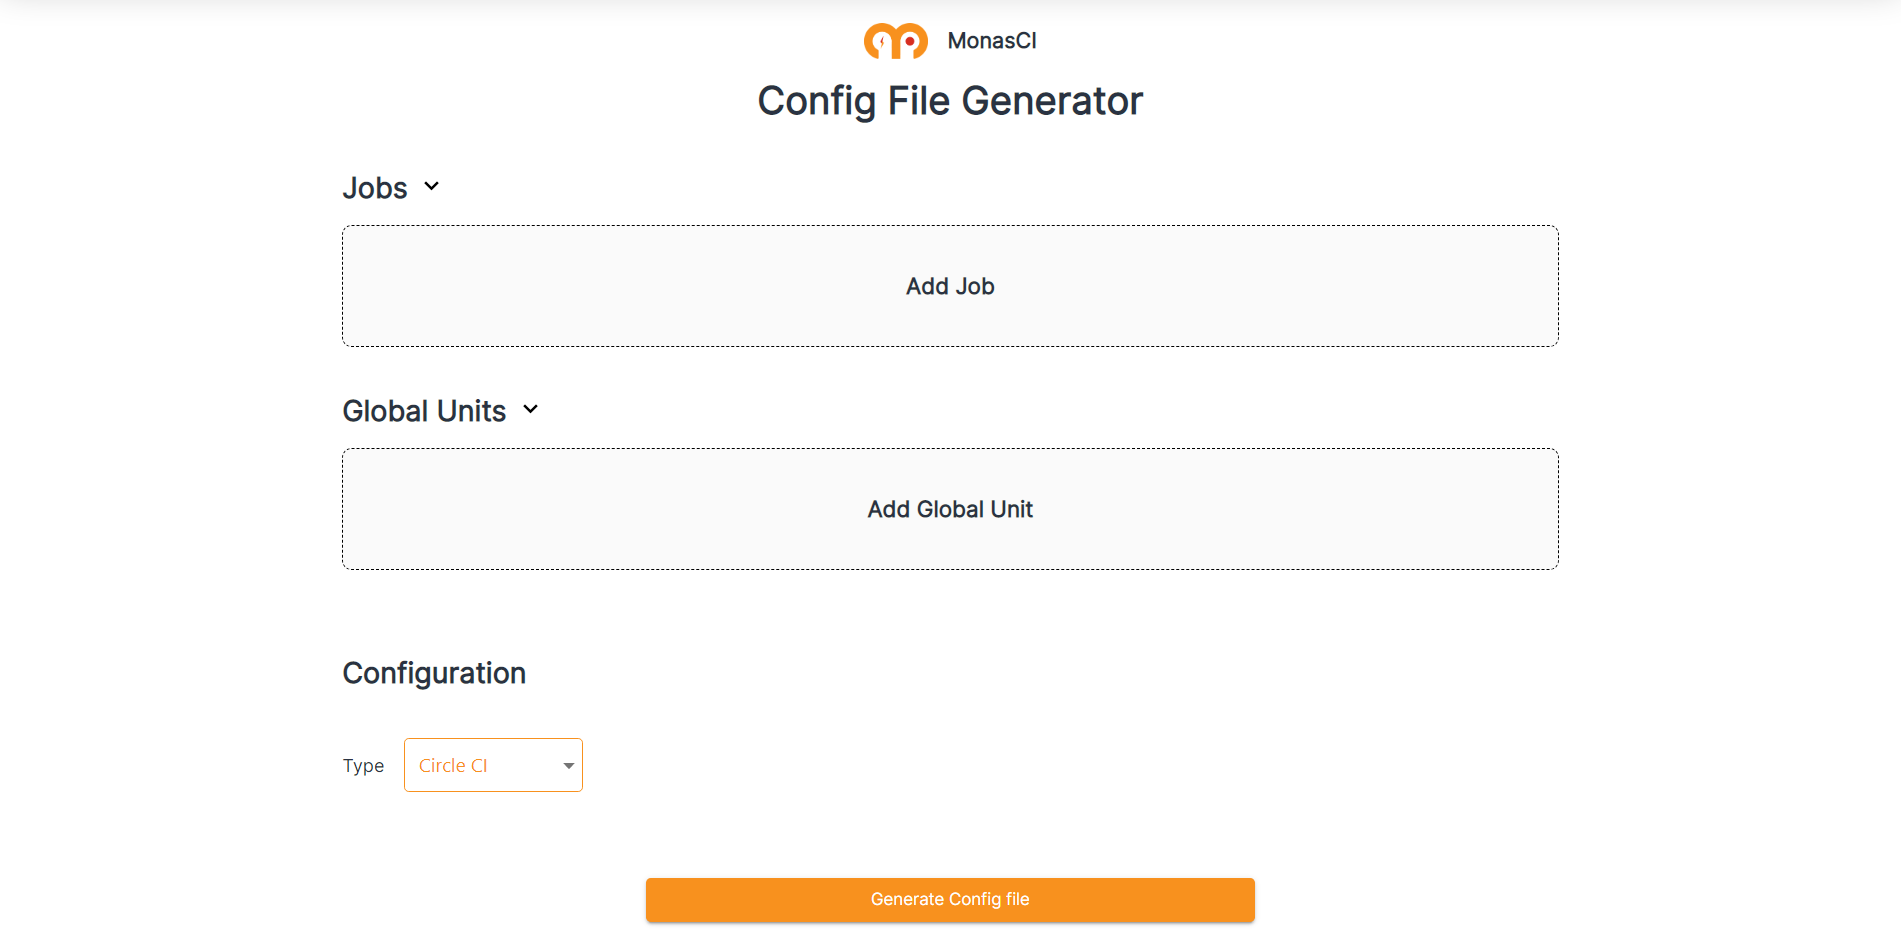 MonasCI
Config File Generator
Jobs
Add Job
Global Units
Add Global Unit
Configuration
Type
Circle CI
Generate Config file